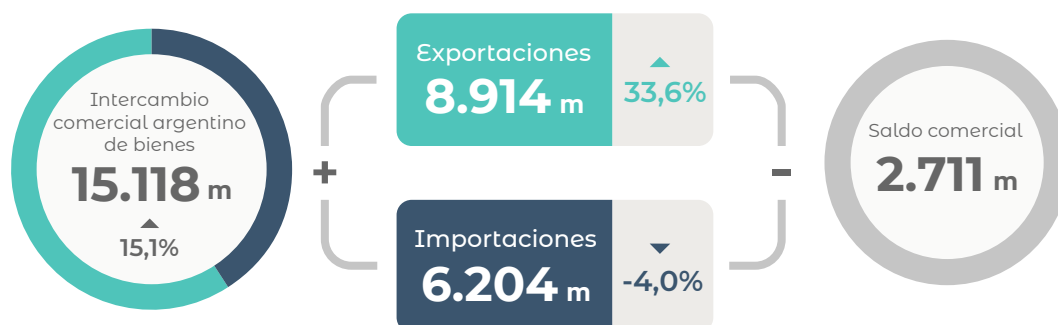 Intercambio
comercial argentino
de bienes
15.118 m
15,1%
+
Exportaciones
8.914 m
33,6%
Importaciones
6.204 m
-4,0%
-
Saldo comercial
2.711 m